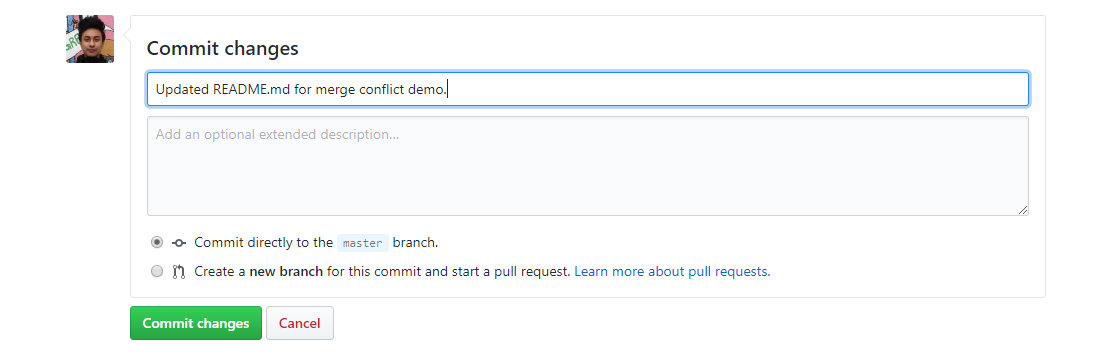 Commit changes
Updated README.md for merge conflict demo.
Add an optional extended description...
Commit directly to the master branch.
Create a new branch for this commit and start a pull request. Learn more about pull requests.
Commit changes Cancel